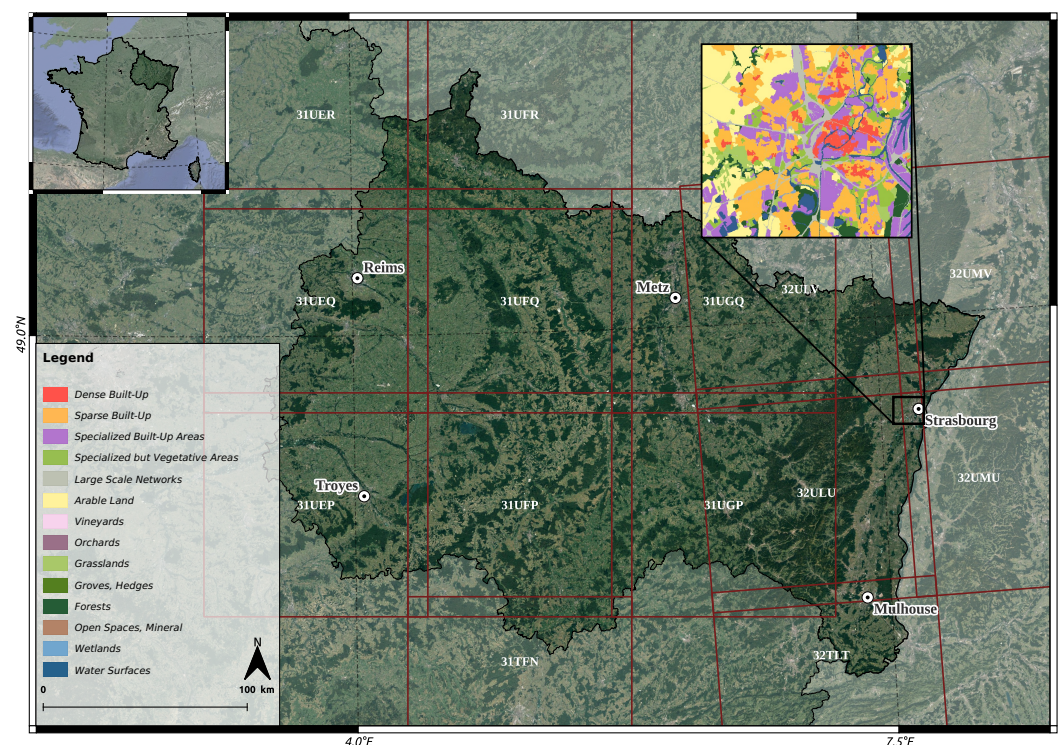 31UER
31UFR
32UMV
Reims
Metz
32ULV
31UEQ
31UFQ
31UGQ
49.0°N
Legend
Dense Built-Up
Sparse Built-Up
Specialized Built-Up Areas
Specialized but Vegetative Areas
Large Scale Networks
Arable Land
Vineyards
Orchards
Grasslands
Groves, Hedges
Forests
Open Spaces, Mineral
Wetlands
Water Surfaces
N
0 100 km
Strasbourg
32UMU
Troyes
32ULU
31UEP
31UFP
31UGP
Mulhouse
31TFN
32TLT
4.0°E
7.5°E